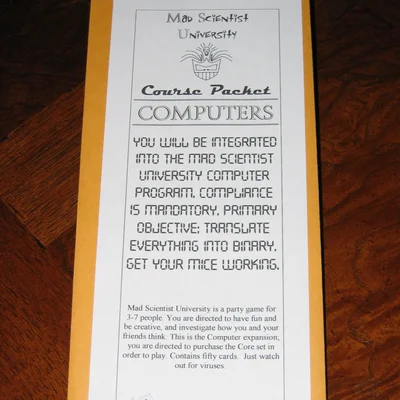 Mad Scientist
University
Course Packet
COMPUTERS
YOU WILL BE INTEGRATED
INTO THE MAD SCIENTIST
UNIVERSITY COMPUTER
PROGRAM. COMPLIANCE
IS MANDATORY. PRIMARY
OBJECTIVE: TRANSLATE
EVERYTHING INTO BINARY.
GET YOUR MICE WORKING.
Mad Scientist University is a party game for
3-7 people. You are directed to have fun and
be creative, and investigate how you and your
friends think. This is the Computer expansion,
you are directed to purchase the Core set in
order to play. Contains fifty cards. Just watch
out for viruses.